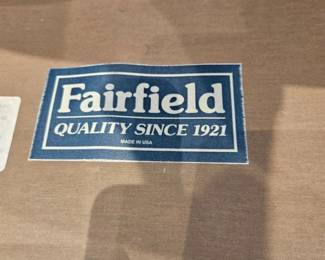 Fairfield
QUALITY SINCE 1921
MADE IN USA